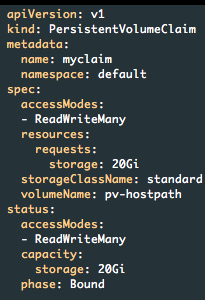 apiVersion: v1
kind: PersistentVolumeClaim
metadata:
  name: myclaim
  namespace: default
spec:
  accessModes:
  - ReadWriteMany
  resources:
    requests:
      storage: 20Gi
  storageClassName: standard
  volumeName: pv-hostpath
status:
  accessModes:
  - ReadWriteMany
  capacity:
    storage: 20Gi
  phase: Bound